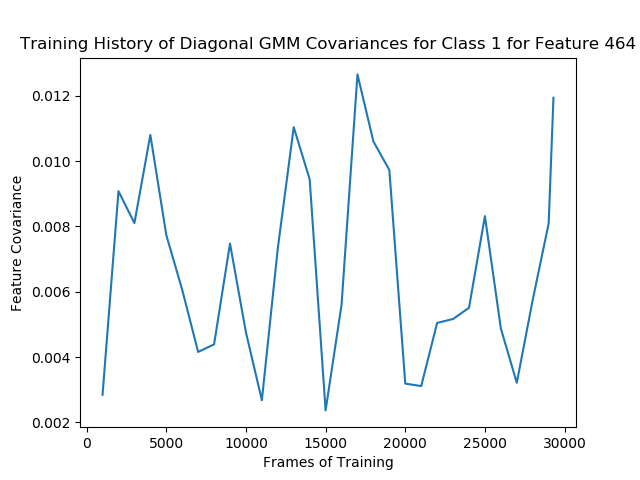 Training History of Diagonal GMM Covariances for Class 1 for Feature 464
0.012
0.010
0.008
0.006
0.004
0.002
Feature Covariance
0 5000 10000 15000 20000 25000 30000
Frames of Training